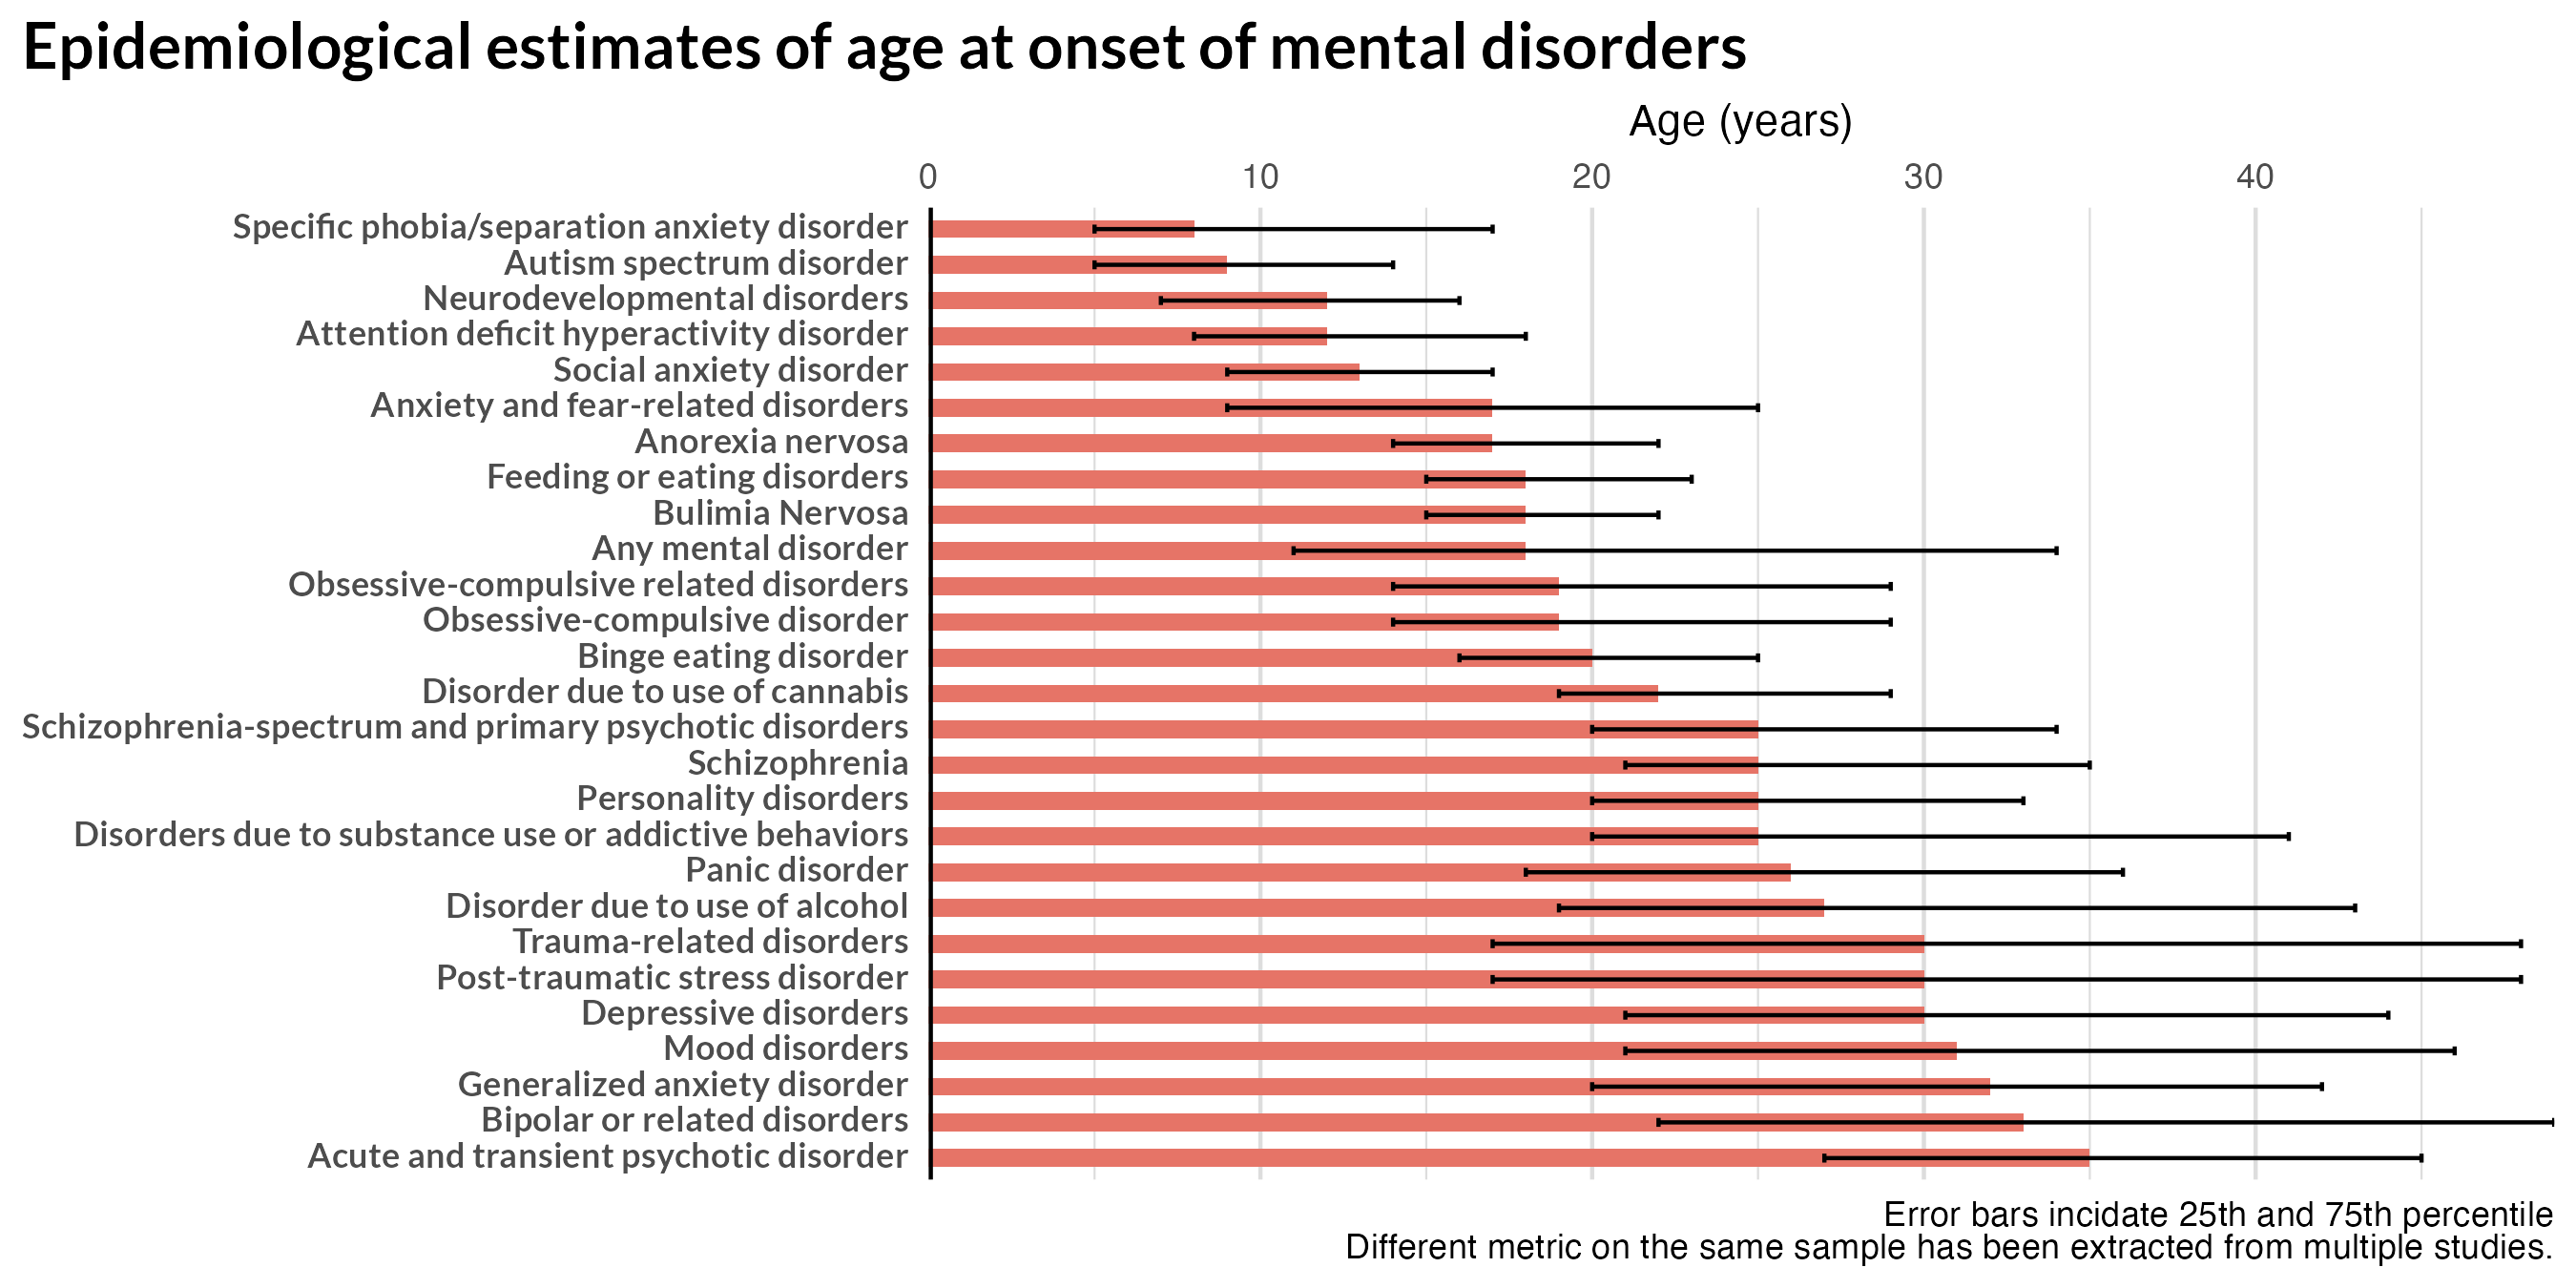 Epidemiological estimates of age at onset of mental disorders
Age (years)
0 10 20 30 40
Specific phobia/separation anxiety disorder
Autism spectrum disorder
Neurodevelopmental disorders
Attention deficit hyperactivity disorder
Social anxiety disorder
Anxiety and fear-related disorders
Anorexia nervosa
Feeding or eating disorders
Bulimia Nervosa
Any mental disorder
Obsessive-compulsive related disorders
Obsessive-compulsive disorder
Binge eating disorder
Disorder due to use of cannabis
Schizophrenia-spectrum and primary psychotic disorders
Schizophrenia
Personality disorders
Disorders due to substance use or addictive behaviors
Panic disorder
Disorder due to use of alcohol
Trauma-related disorders
Post-traumatic stress disorder
Depressive disorders
Mood disorders
Generalized anxiety disorder
Bipolar or related disorders
Acute and transient psychotic disorder
Error bars incidate 25th and 75th percentile
Different metric on the same sample has been extracted from multiple studies.